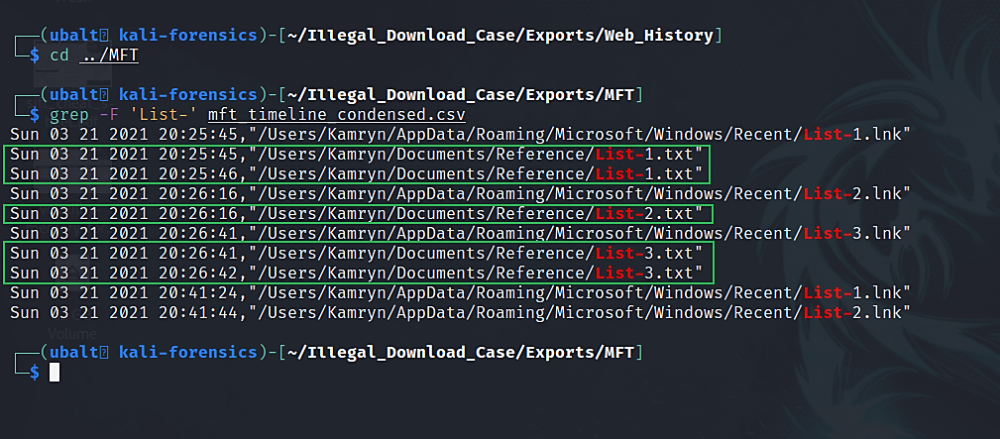 ┌──(ubalt㉿kali-forensics)-[~/Illegal_Download_Case/Exports/Web_History]
└─$ cd ../MFT
┌──(ubalt㉿kali-forensics)-[~/Illegal_Download_Case/Exports/MFT]
└─$ grep -F 'List-' mft_timeline_condensed.csv
Sun 03 21 2021 20:25:45,"/Users/Kamryn/AppData/Roaming/Microsoft/Windows/Recent/List-1.lnk"
Sun 03 21 2021 20:25:45,"/Users/Kamryn/Documents/Reference/List-1.txt"
Sun 03 21 2021 20:25:46,"/Users/Kamryn/Documents/Reference/List-1.txt"
Sun 03 21 2021 20:26:16,"/Users/Kamryn/AppData/Roaming/Microsoft/Windows/Recent/List-2.lnk"
Sun 03 21 2021 20:26:16,"/Users/Kamryn/Documents/Reference/List-2.txt"
Sun 03 21 2021 20:26:41,"/Users/Kamryn/AppData/Roaming/Microsoft/Windows/Recent/List-3.lnk"
Sun 03 21 2021 20:26:41,"/Users/Kamryn/Documents/Reference/List-3.txt"
Sun 03 21 2021 20:26:42,"/Users/Kamryn/Documents/Reference/List-3.txt"
Sun 03 21 2021 20:41:24,"/Users/Kamryn/AppData/Roaming/Microsoft/Windows/Recent/List-1.lnk"
Sun 03 21 2021 20:41:44,"/Users/Kamryn/AppData/Roaming/Microsoft/Windows/Recent/List-2.lnk"
Volume
┌──(ubalt㉿kali-forensics)-[~/Illegal_Download_Case/Exports/MFT]
└─$